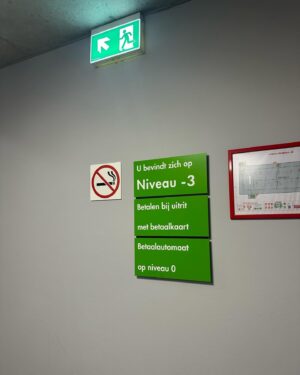 U bevindt zich op
Niveau -3
Betalen bij uitrit
met betaalkaart
Betaalautomaat
op niveau 0